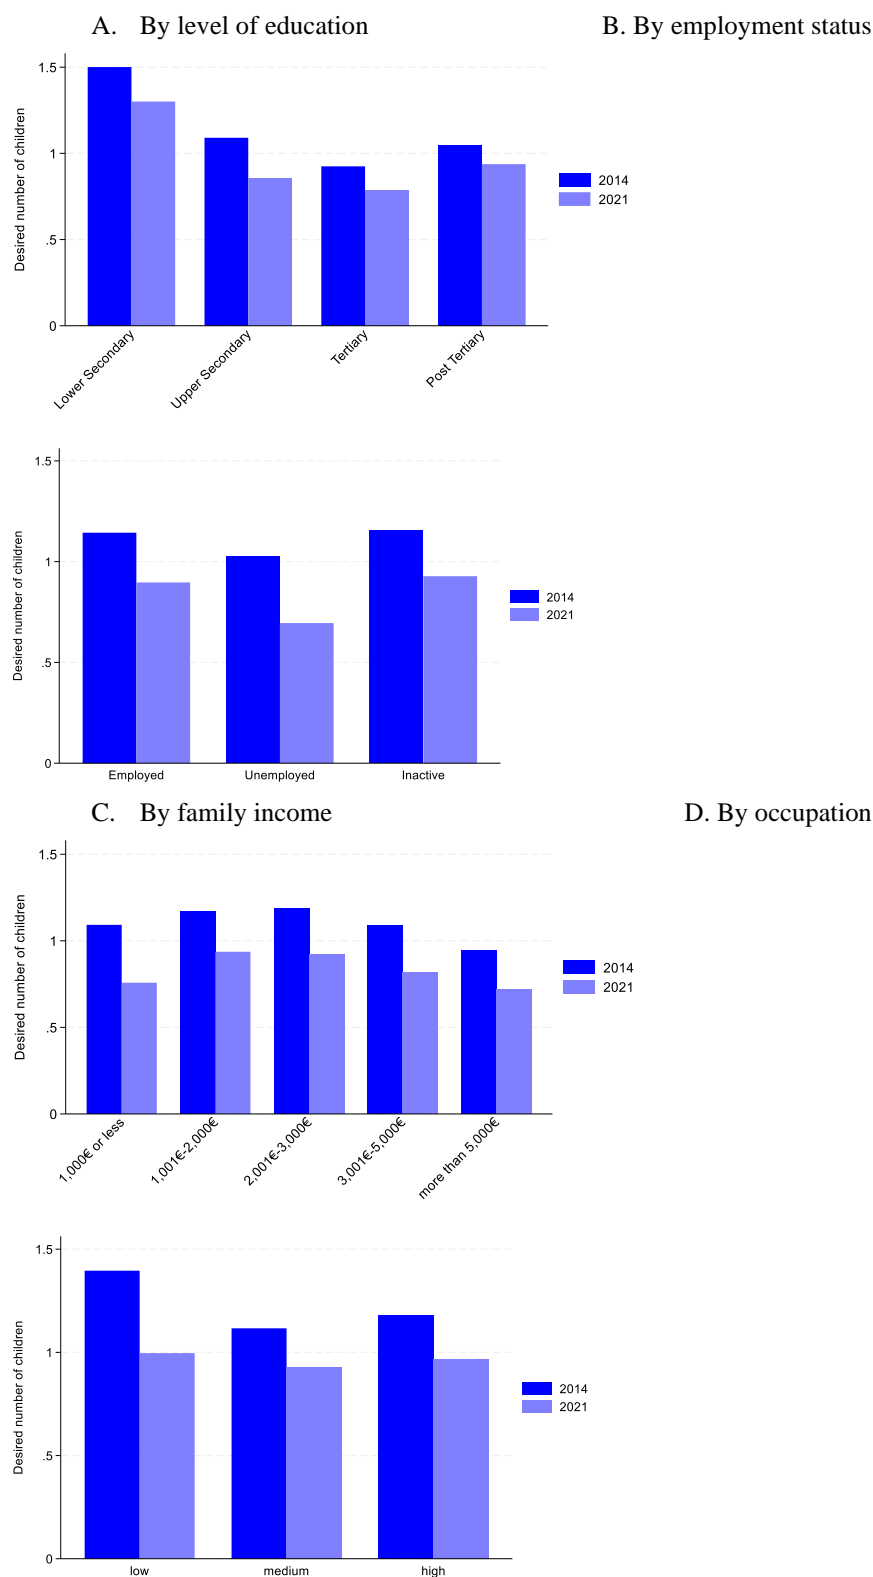 A. By level of education B. By employment status
Desired number of children
1.5
1
.5
0
2014
2021
Lower Secondary
Upper Secondary
Tertiary
Post Tertiary
Desired number of children
1.5
1
.5
0
2014
2021
Employed Unemployed Inactive
C. By family income D. By occupation
Desired number of children
1.5
1
.5
0
2014
2021
1,000€ or less
1,001€-2,000€
2,001€-3,000€
3,001€-5,000€
more than 5,000€
Desired number of children
1.5
1
.5
0
2014
2021
low medium high